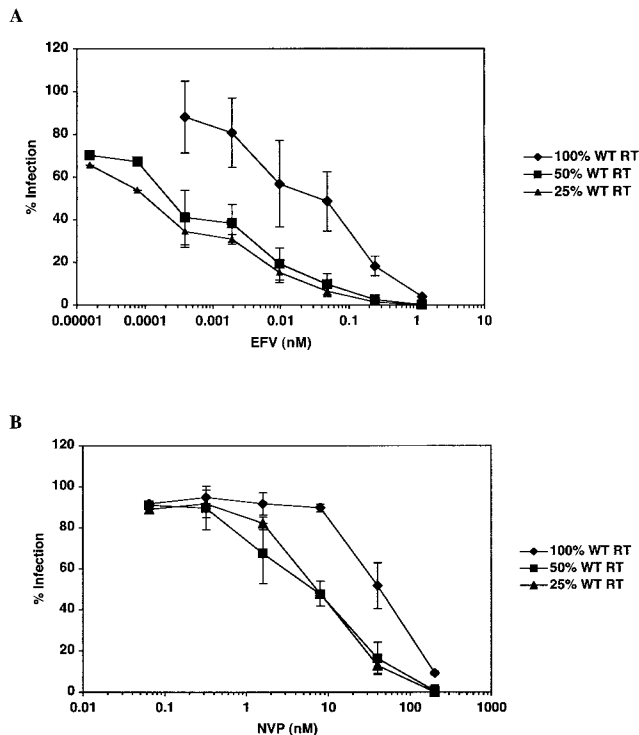 A
120
100
80
60
40
20
0
% Infection
0.00001 0.0001 0.001 0.01 0.1 1 10
EFV (nM)
100% WT RT
50% WT RT
25% WT RT
B
120
100
80
60
40
20
0
% Infection
0.01 0.1 1 10 100 1000
NVP (nM)
100% WT RT
50% WT RT
25% WT RT